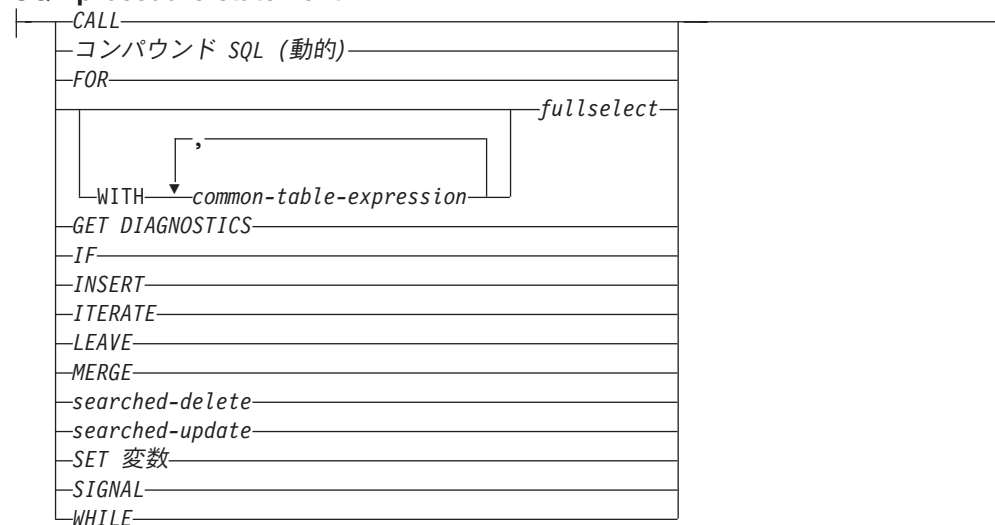 CALL
コンパウンド SQL (動的)
FOR
fullselect
,
WITH common-table-expression
GET DIAGNOSTICS
IF
INSERT
ITERATE
LEAVE
MERGE
searched-delete
searched-update
SET 変数
SIGNAL
WHILE